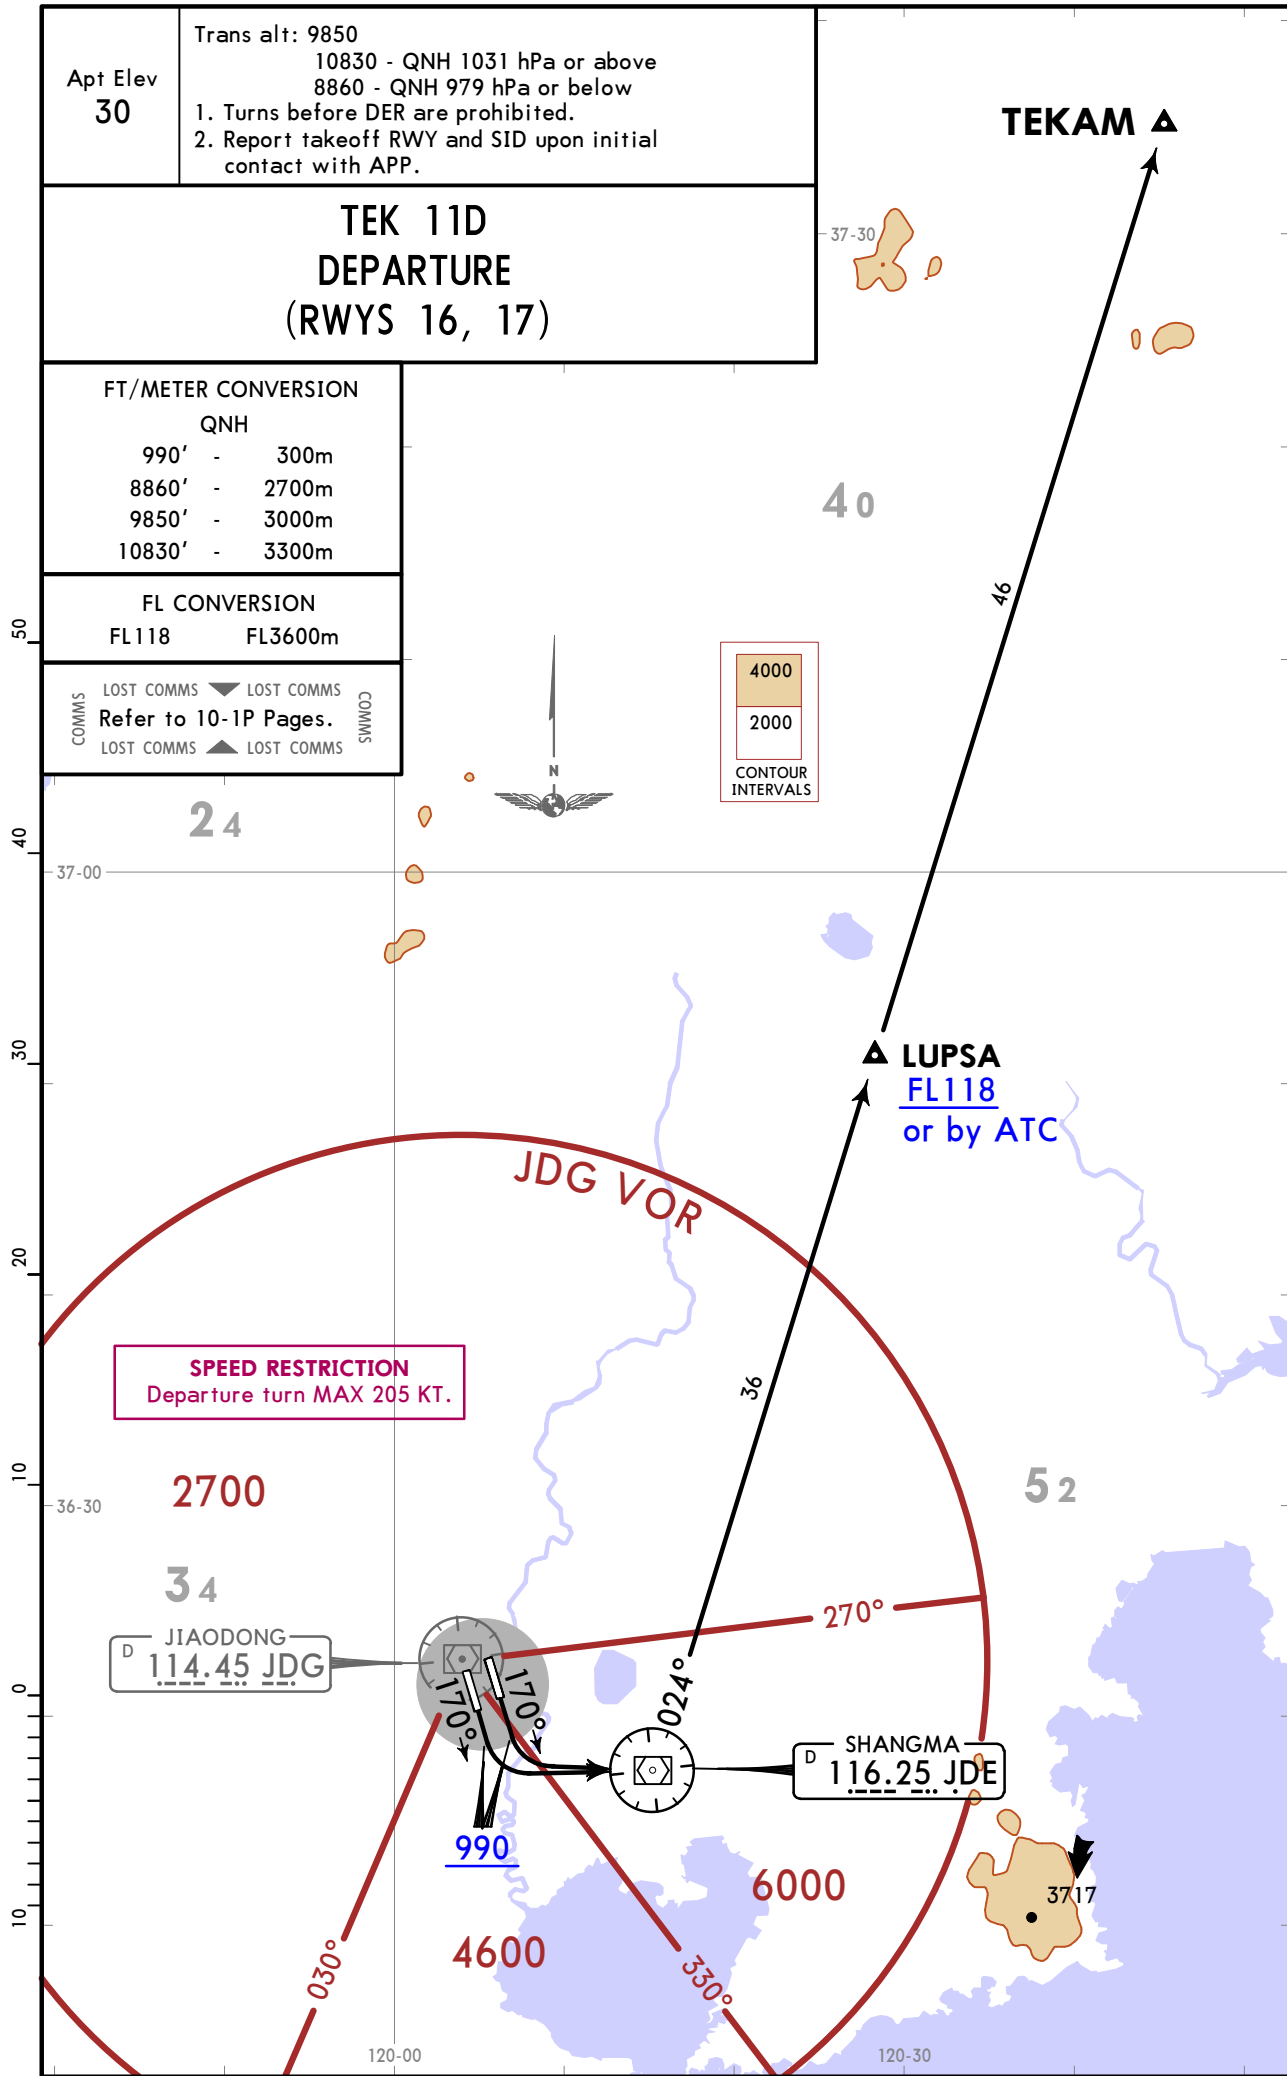 Apt Elev
30
Trans alt: 9850
10830 - QNH 1031 hPa or above
8860 - QNH 979 hPa or below
1. Turns before DER are prohibited.
2. Report takeoff RWY and SID upon initial
contact with APP.
TEK 11D
DEPARTURE
(RWYS 16, 17)
FT/METER CONVERSION
QNH
990' - 300m
8860' - 2700m
9850' - 3000m
10830' - 3300m
FL CONVERSION
FL118 FL3600m
LOST COMMS LOST COMMS
COMMS Refer to 10-1P Pages. COMMS
LOST COMMS LOST COMMS
TEKAM
37-30
40
46
4000
2000
CONTOUR
INTERVALS
N
24
37-00
50
40
30
20
10
0
10
LUPSA
FL118
or by ATC
JDG VOR
SPEED RESTRICTION
Departure turn MAX 205 KT.
36
2700
36-30
52
34
JIAODONG
D 114.45 JDG
270°
170°
170°
024°
SHANGMA
D 116.25 JDE
990
6000
3717
4600
030°
330°
120-00
120-30